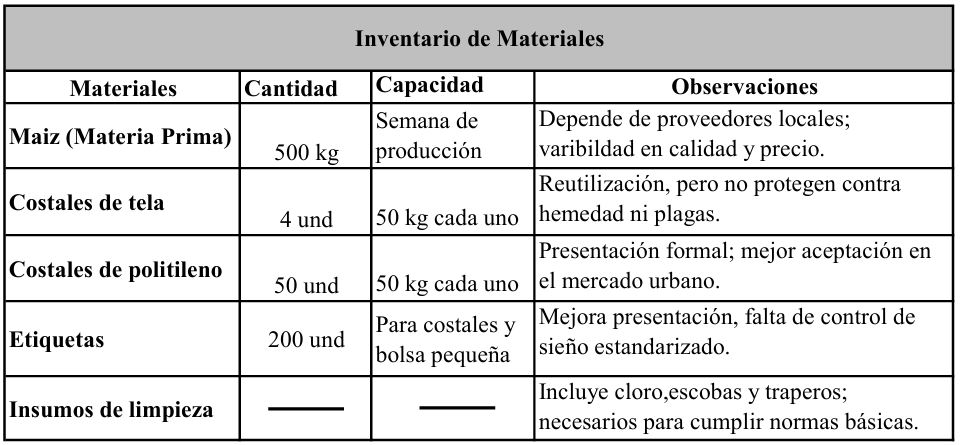 Inventario de Materiales
Materiales Cantidad Capacidad Observaciones
Maiz (Materia Prima) 500 kg Semana de producción Depende de proveedores locales; varibildad en calidad y precio.
Costales de tela 4 und 50 kg cada uno Reutilización, pero no protegen contra hemedad ni plagas.
Costales de politileno 50 und 50 kg cada uno Presentación formal; mejor aceptación en el mercado urbano.
Etiquetas 200 und Para costales y bolsa pequeña Mejora presentación, falta de control de sieño estandarizado.
Insumos de limpieza Incluye cloro,escobas y traperos; necesarios para cumplir normas básicas.